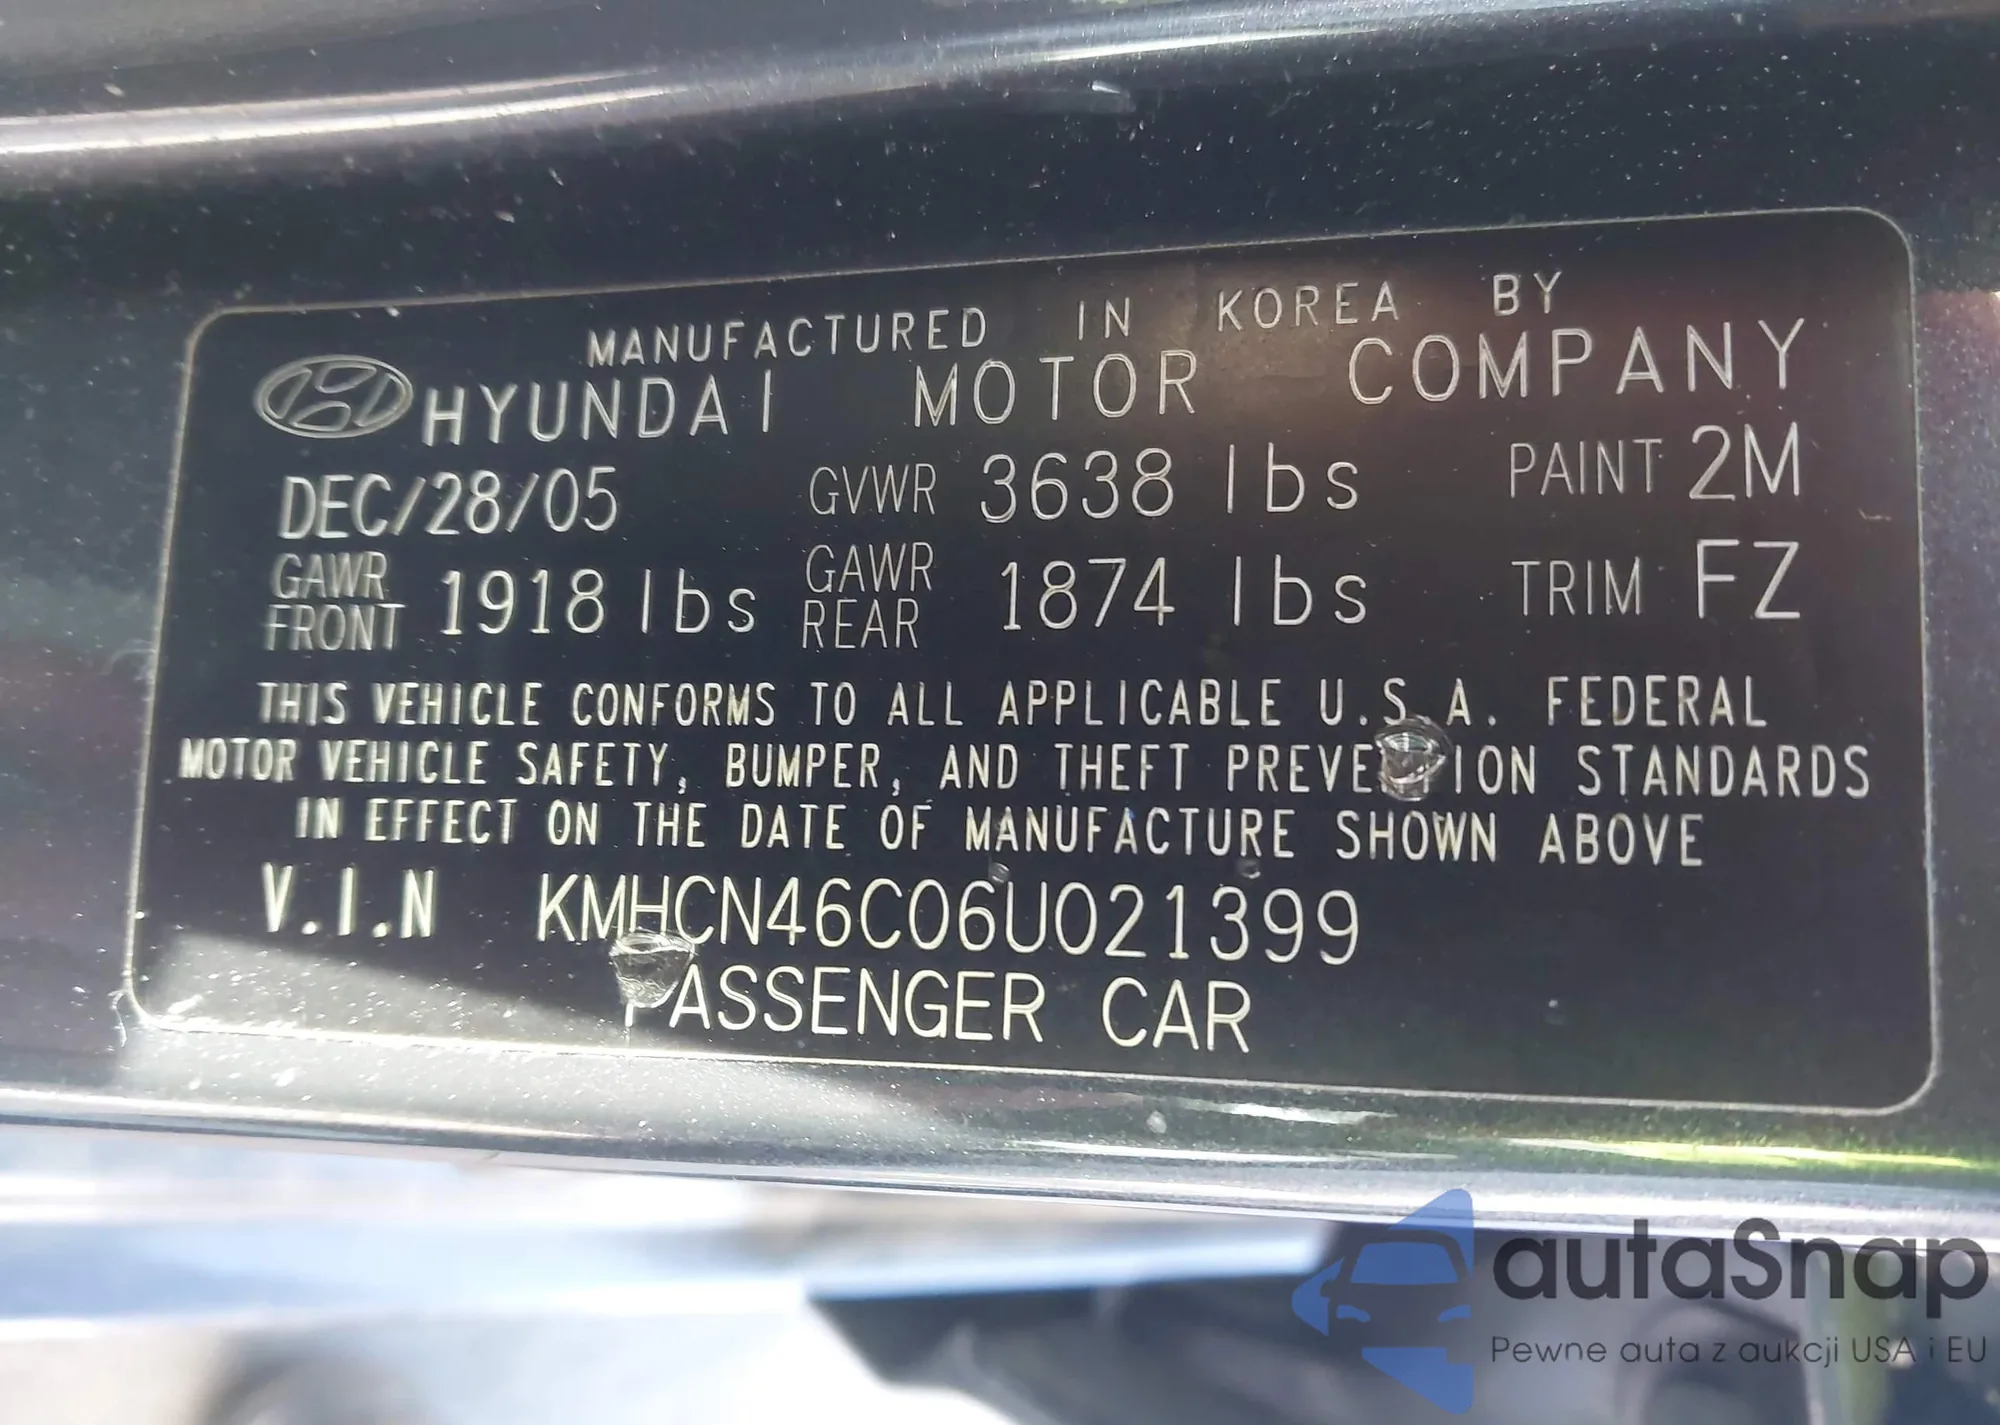 MANUFACTURED IN KOREA BY
HYUNDAI MOTOR COMPANY
DEC/28/05 GVWR 3638 lbs PAINT 2M
GAWR FRONT 1918 lbs GAWR REAR 1874 lbs TRIM FZ
THIS VEHICLE CONFORMS TO ALL APPLICABLE U.S.A. FEDERAL
MOTOR VEHICLE SAFETY, BUMPER, AND THEFT PREVENTION STANDARDS
IN EFFECT ON THE DATE OF MANUFACTURE SHOWN ABOVE
V.I.N KMHCN46C06U021399
PASSENGER CAR
autaSnap
Pewne auta z aukcji USA i EU